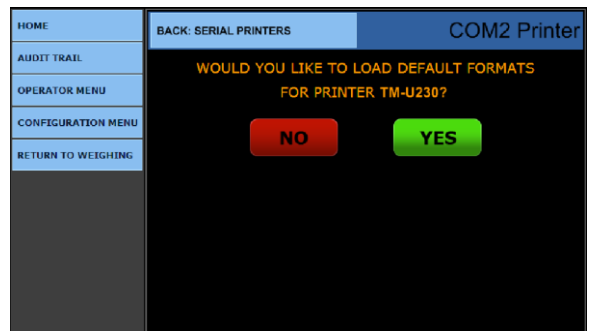 HOME
AUDIT TRAIL
OPERATOR MENU
CONFIGURATION MENU
RETURN TO WEIGHING
BACK: SERIAL PRINTERS
COM2 Printer
WOULD YOU LIKE TO LOAD DEFAULT FORMATS
FOR PRINTER TM-U230?
NO
YES